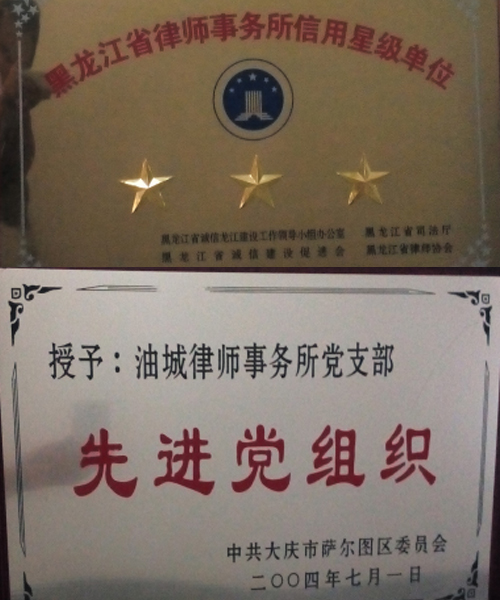 黑龙江省律师事务所信用星级单位
黑龙江省诚信龙江建设工作领导小组办公室 黑龙江省司法厅
黑龙江省诚信建设促进会 黑龙江省律师协会
授予：油城律师事务所党支部
先进党组织
中共大庆市萨尔图区委员会
二〇〇四年七月一日